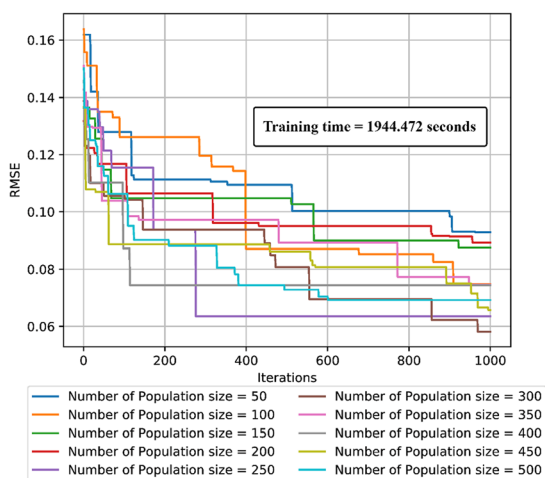 0.16
0.14
0.12
0.10
0.08
0.06
RMSE
Training time = 1944.472 seconds
0 200 400 600 800 1000
Iterations
Number of Population size = 50
Number of Population size = 100
Number of Population size = 150
Number of Population size = 200
Number of Population size = 250
Number of Population size = 300
Number of Population size = 350
Number of Population size = 400
Number of Population size = 450
Number of Population size = 500